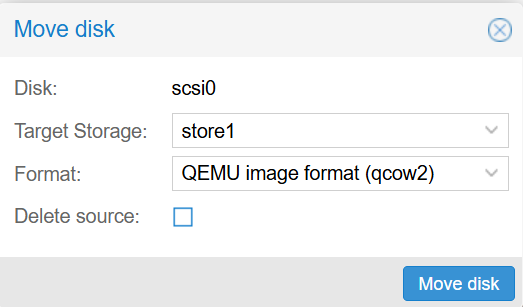 Move disk
Disk: scsi0
Target Storage: store1
Format: QEMU image format (qcow2)
Delete source:
Move disk